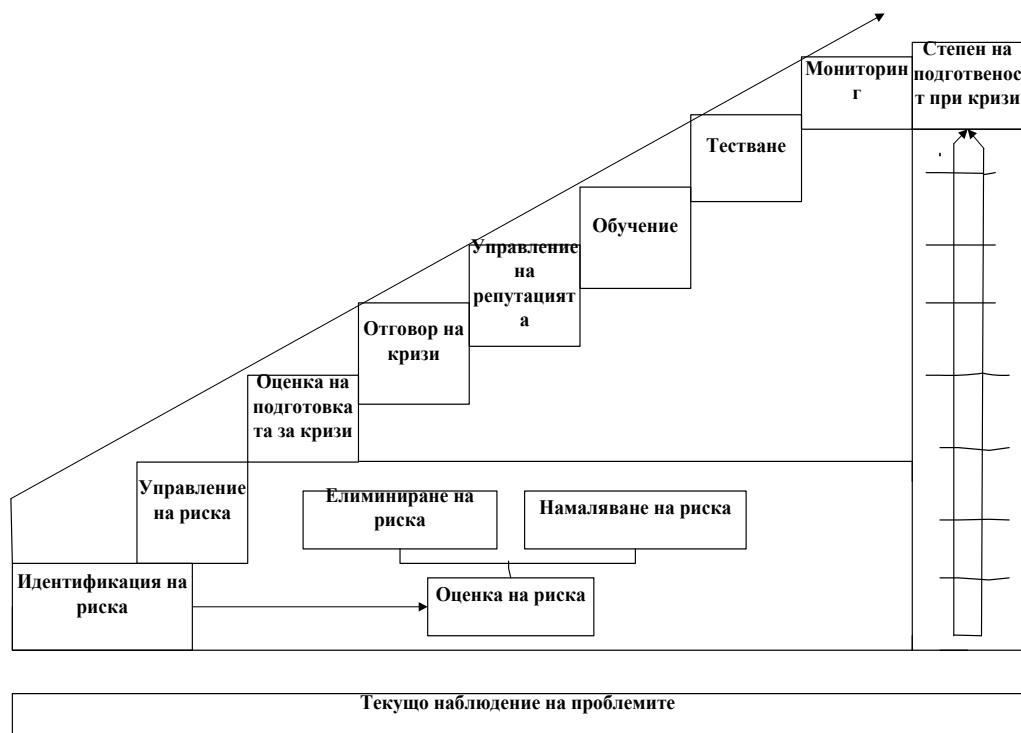 Мониторин
г
Степен на
подготвенос
т при кризи
Тестване
Обучение
Управление
на
репутацият
а
Отговор на
кризи
Оценка на
подготовка
та за кризи
Управление
на риска
Елиминиране на
риска
Намаляване на риска
Идентификация на
риска
Оценка на риска
Текущо наблюдение на проблемите